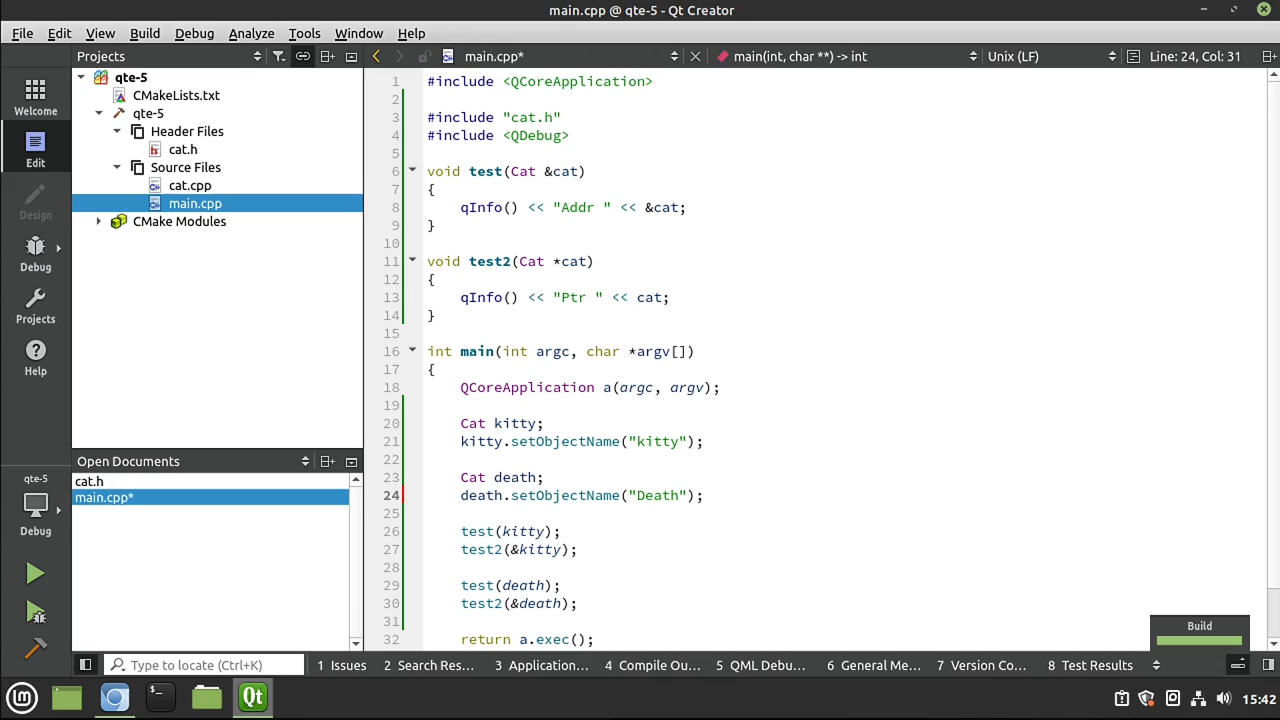 main.cpp @ qte-5 - Qt Creator
File Edit View Build Debug Analyze Tools Window Help
Projects main.cpp* main(int, char **) -> int Unix (LF) Line: 24, Col: 31
Welcome
Edit
Design
Debug
Projects
Help
qte-5
Debug
qte-5
CMakeLists.txt
qte-5
Header Files
cat.h
Source Files
cat.cpp
main.cpp
CMake Modules
Open Documents
cat.h
main.cpp*
1 #include <QCoreApplication>
2
3 #include "cat.h"
4 #include <QDebug>
5
6 void test(Cat &cat)
7 {
8 qInfo() << "Addr " << &cat;
9 }
10
11 void test2(Cat *cat)
12 {
13 qInfo() << "Ptr " << cat;
14 }
15
16 int main(int argc, char *argv[])
17 {
18 QCoreApplication a(argc, argv);
19
20 Cat kitty;
21 kitty.setObjectName("kitty");
22
23 Cat death;
24 death.setObjectName("Death");
25
26 test(kitty);
27 test2(&kitty);
28
29 test(death);
30 test2(&death);
31
32 return a.exec();
Build
Type to locate (Ctrl+K) 1 Issues 2 Search Res... 3 Application... 4 Compile Ou... 5 QML Debu... 6 General Me... 7 Version Co... 8 Test Results
15:42